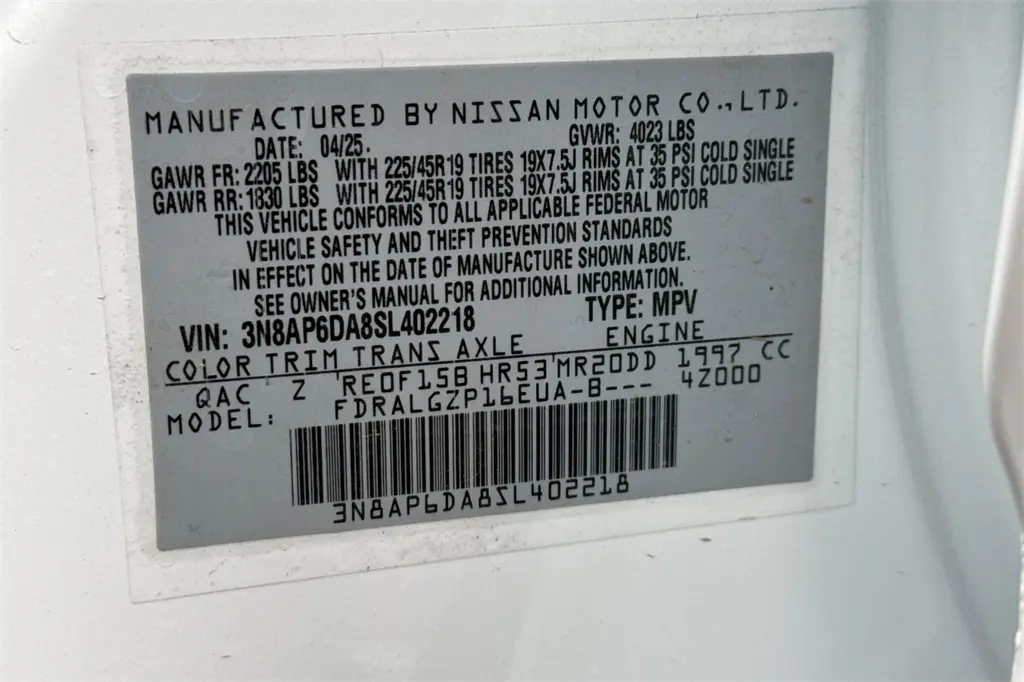 MANUFACTURED BY NISSAN MOTOR CO., LTD.
DATE: 04/25. GVWR: 4023 LBS
GAWR FR: 2205 LBS WITH 225/45R19 TIRES 19X7.5J RIMS AT 35 PSI COLD SINGLE
GAWR RR: 1830 LBS WITH 225/45R19 TIRES 19X7.5J RIMS AT 35 PSI COLD SINGLE
THIS VEHICLE CONFORMS TO ALL APPLICABLE FEDERAL MOTOR
VEHICLE SAFETY AND THEFT PREVENTION STANDARDS
IN EFFECT ON THE DATE OF MANUFACTURE SHOWN ABOVE.
SEE OWNER'S MANUAL FOR ADDITIONAL INFORMATION.
VIN: 3N8AP6DA8SL402218 TYPE: MPV
COLOR TRIM TRANS AXLE ENGINE
QAC Z RE0F15B HR53 MR20DD 1997 CC
MODEL: FDRALGZP16EUA-B--- 4Z000
3N8AP6DA8SL402218